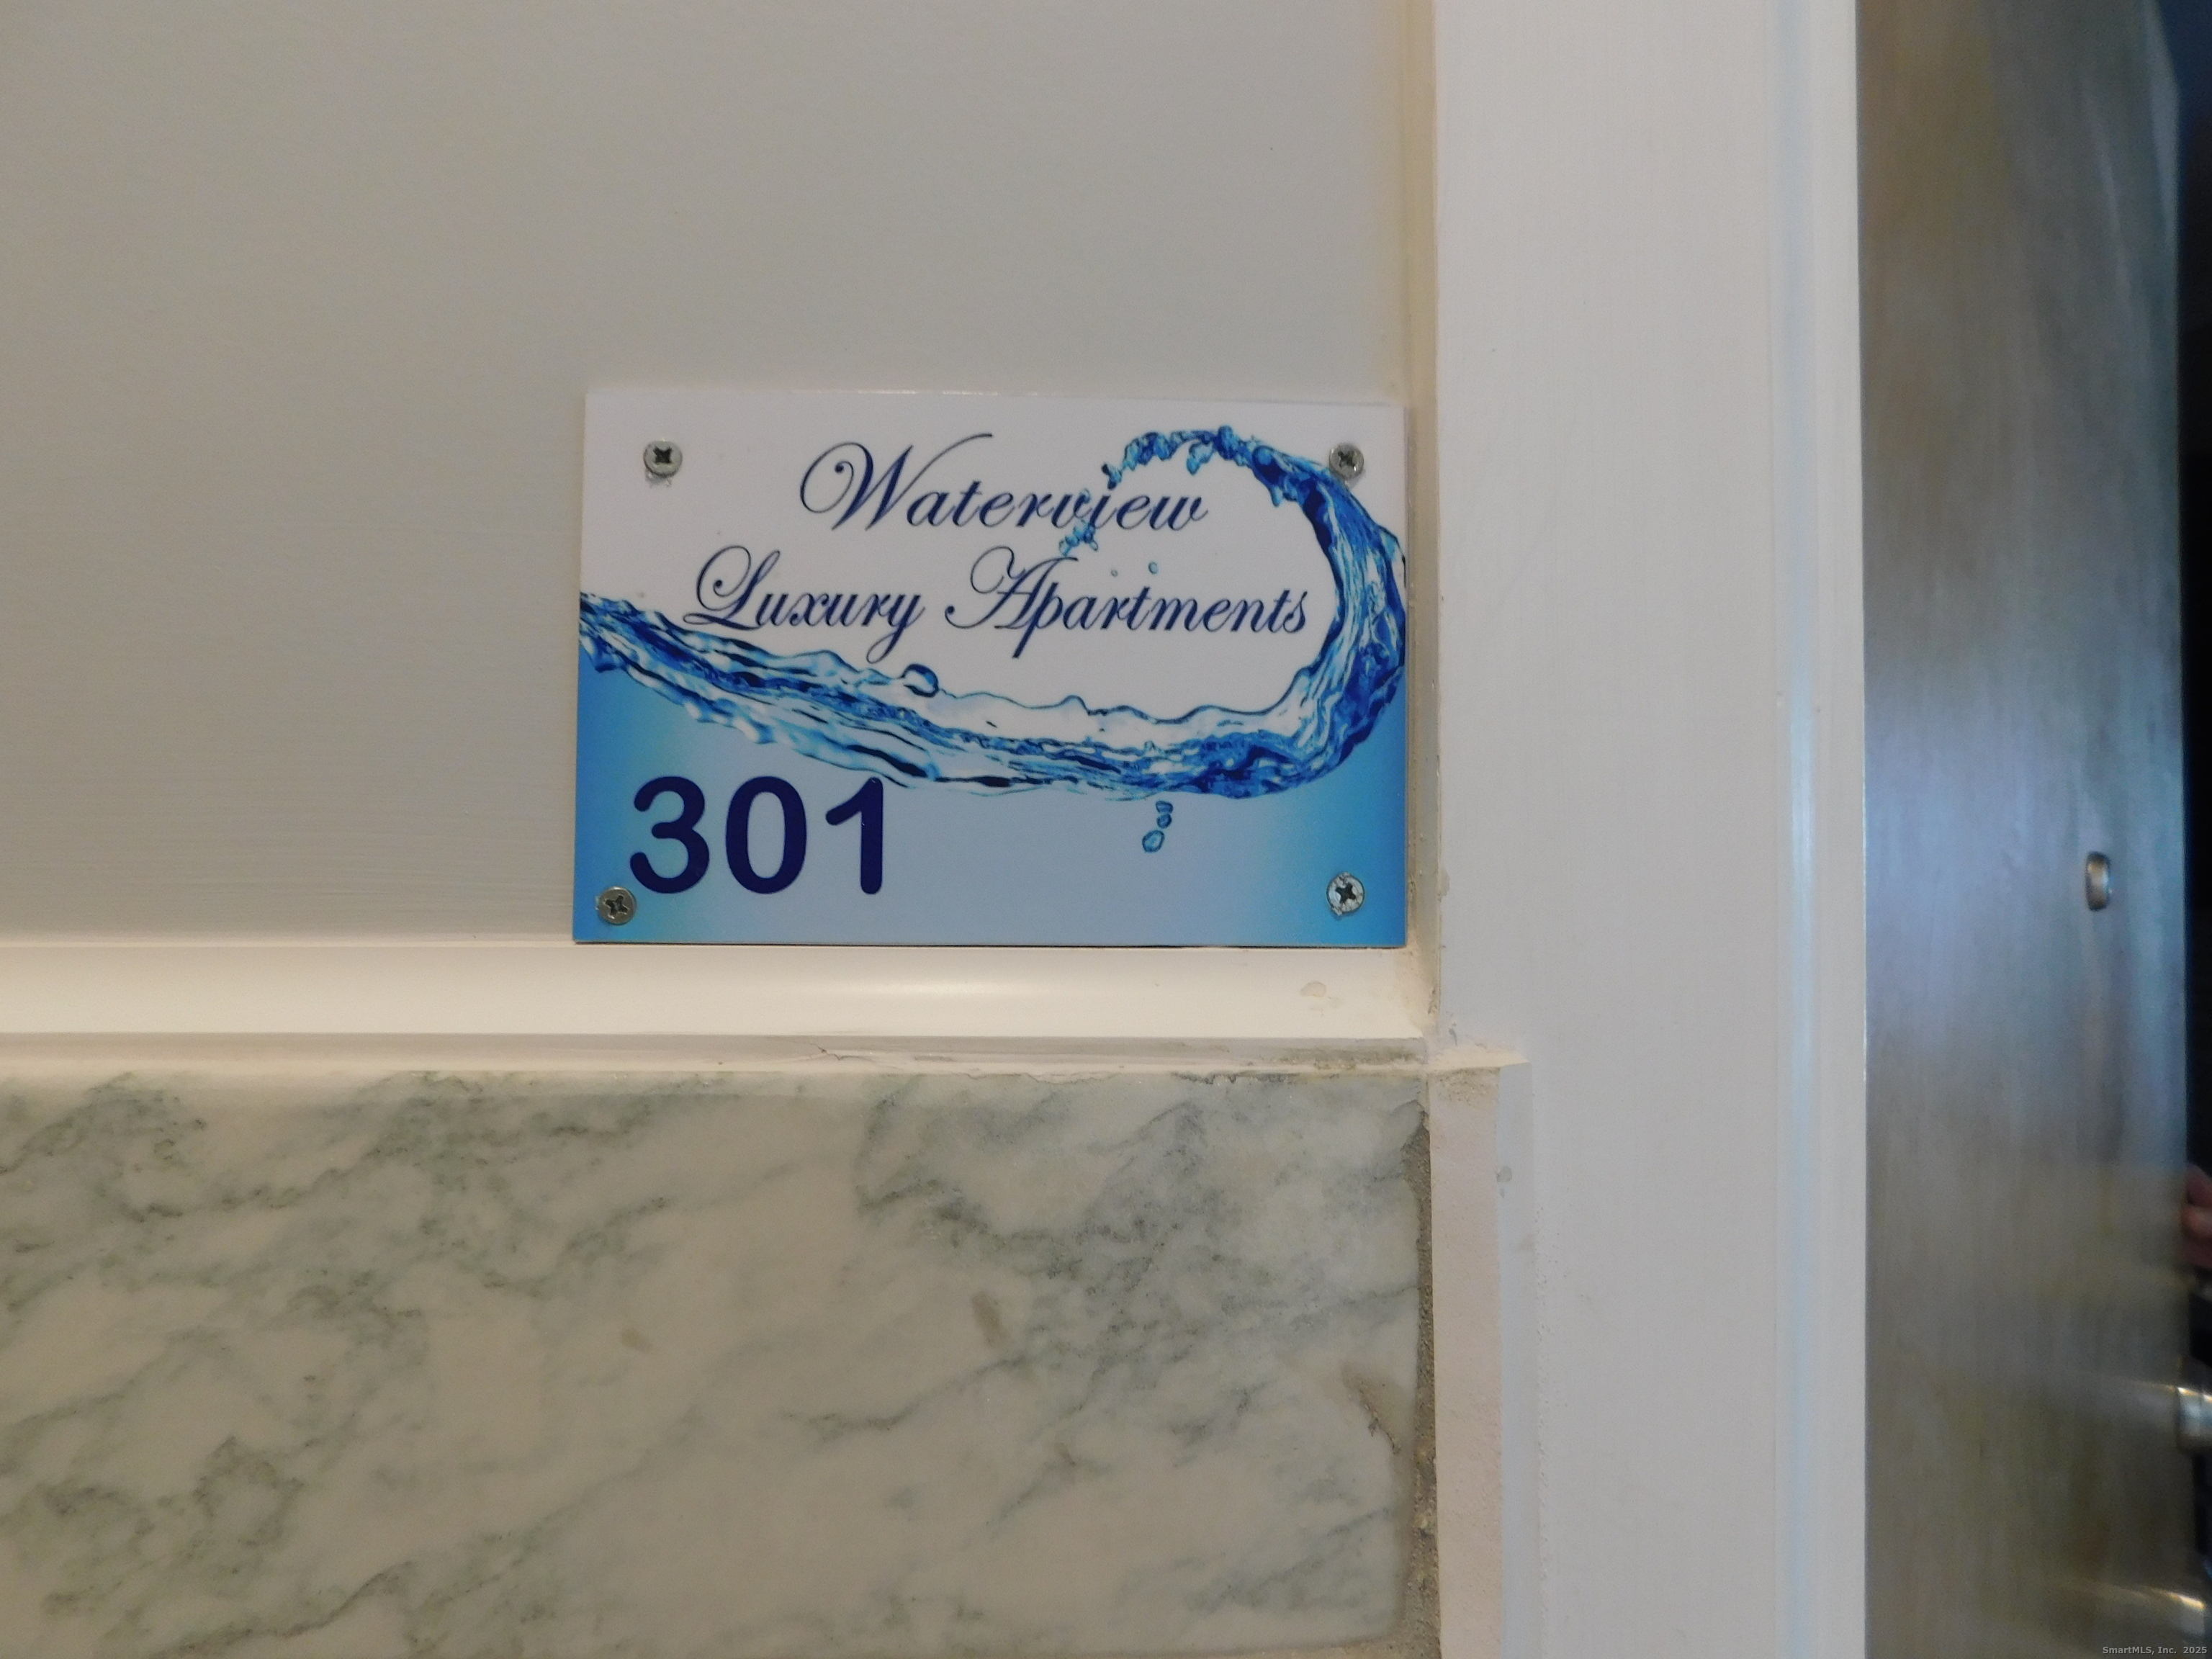 Waterview
Luxury Apartments
301
SmartMLS, Inc. 2025